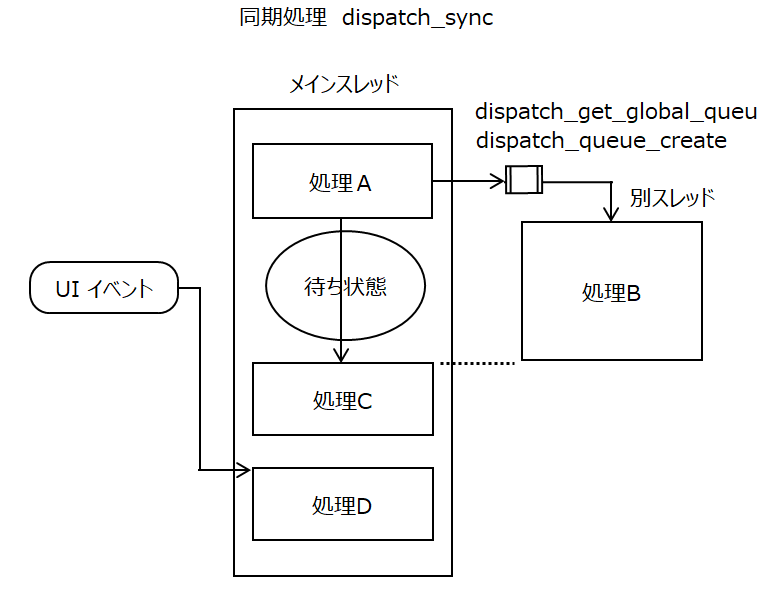 同期処理 dispatch_sync
メインスレッド
dispatch_get_global_queu
dispatch_queue_create
処理A
別スレッド
UI イベント
待ち状態
処理B
処理C
処理D